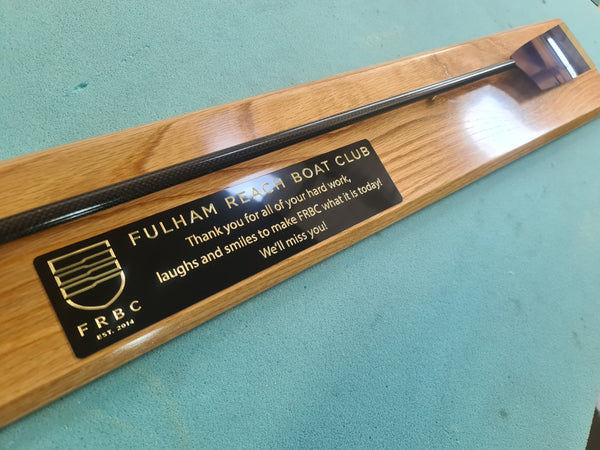 FULHAM REACH BOAT CLUB
Thank you for all of your hard work,
laughs and smiles to make FRBC what it is today!
We'll miss you!
FRBC
EST. 2014